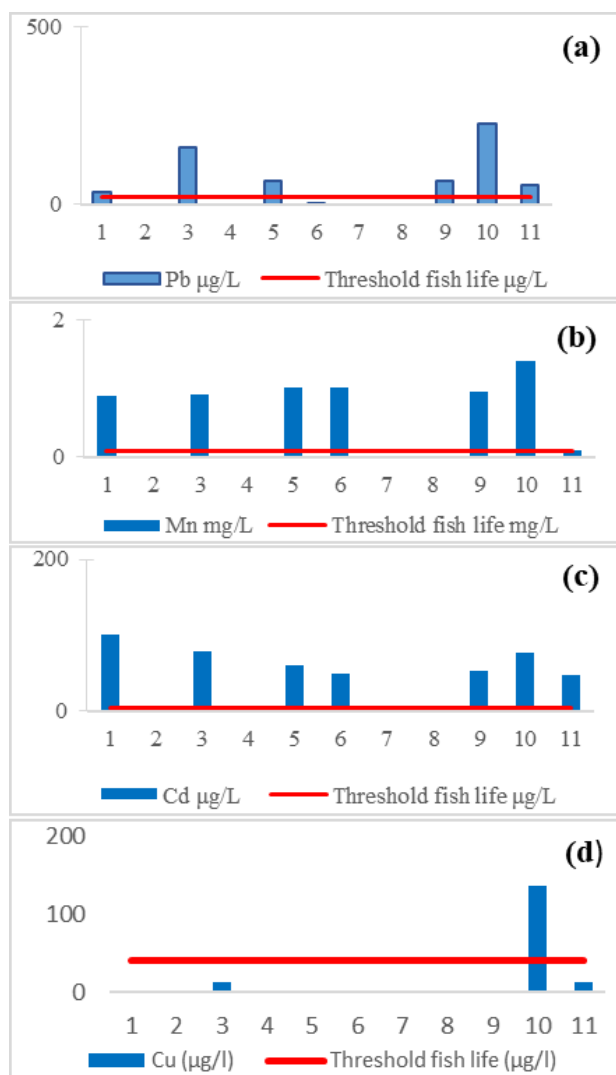 500
(a)
0
1 2 3 4 5 6 7 8 9 10 11
Pb µg/L Threshold fish life µg/L
2
(b)
0
1 2 3 4 5 6 7 8 9 10 11
Mn mg/L Threshold fish life mg/L
200
(c)
100
0
1 2 3 4 5 6 7 8 9 10 11
Cd µg/L Threshold fish life µg/L
200
(d)
100
0
1 2 3 4 5 6 7 8 9 10 11
Cu (µg/l) Threshold fish life (µg/l)